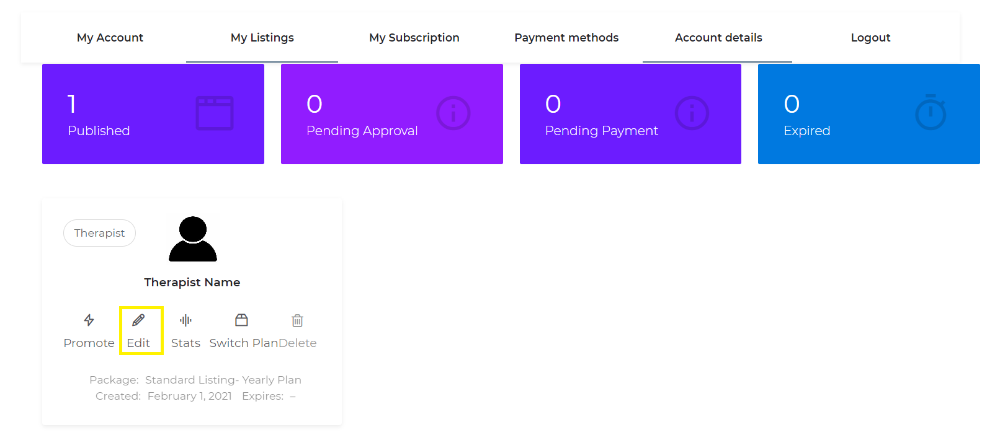 My Account My Listings My Subscription Payment methods Account details Logout
1
Published
0
Pending Approval
0
Pending Payment
0
Expired
Therapist
Therapist Name
Promote Edit Stats Switch Plan Delete
Package: Standard Listing- Yearly Plan
Created: February 1, 2021 Expires: –